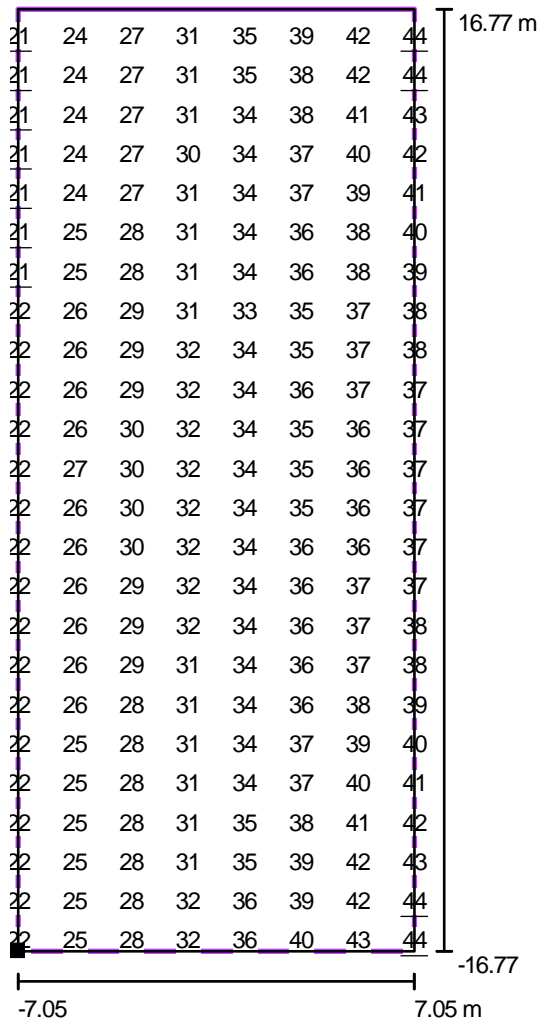 16.77 m
21 24 27 31 35 39 42 44
21 24 27 31 35 38 42 44
21 24 27 31 34 38 41 43
21 24 27 30 34 37 40 42
21 24 27 31 34 37 39 41
21 25 28 31 34 36 38 40
21 25 28 31 34 36 38 39
22 26 29 31 33 35 37 38
22 26 29 32 34 35 37 38
22 26 29 32 34 36 37 37
22 26 30 32 34 35 36 37
22 27 30 32 34 35 36 37
22 26 30 32 34 35 36 37
22 26 30 32 34 36 36 37
22 26 29 32 34 36 37 37
22 26 29 32 34 36 37 38
22 26 29 31 34 36 37 38
22 26 28 31 34 36 38 39
22 25 28 31 34 37 39 40
22 25 28 31 34 37 40 41
22 25 28 31 35 38 41 42
22 25 28 31 35 39 42 43
22 25 28 32 36 39 42 44
22 25 28 32 36 40 43 44
-16.77
-7.05 7.05 m